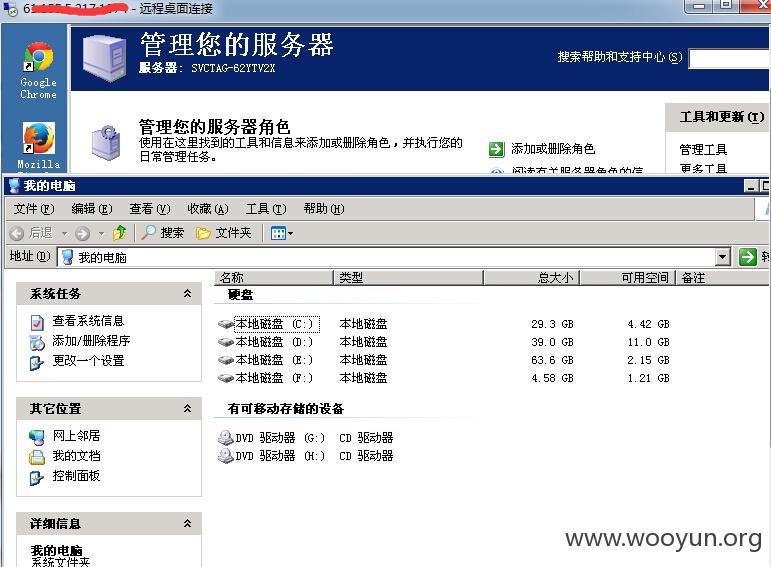 - 远程桌面连接
管理您的服务器
服务器: SVCTAG-62YTV2X
搜索帮助和支持中心(S)
Google
Chrome
Mozilla
管理您的服务器角色
使用在这里找到的工具和信息来添加或删除角色，并执行您的
日常管理任务。
添加或删除角色
阅读有关服务器角色的信
工具和更新(T)
管理工具
更多工具
我的电脑
文件(F) 编辑(E) 查看(V) 收藏(A) 工具(T) 帮助(H)
后退 搜索 文件夹
地址(D) 我的电脑 转
名称 类型 总大小 可用空间 备注
硬盘
本地磁盘 (C:) 本地磁盘 29.3 GB 4.42 GB
本地磁盘 (D:) 本地磁盘 39.0 GB 11.0 GB
本地磁盘 (E:) 本地磁盘 63.6 GB 2.15 GB
本地磁盘 (F:) 本地磁盘 4.58 GB 1.21 GB
有可移动存储的设备
DVD 驱动器 (G:) CD 驱动器
DVD 驱动器 (H:) CD 驱动器
系统任务
查看系统信息
添加/删除程序
更改一个设置
其它位置
网上邻居
我的文档
控制面板
详细信息
我的电脑
系统文件夹
www.wooyun.org